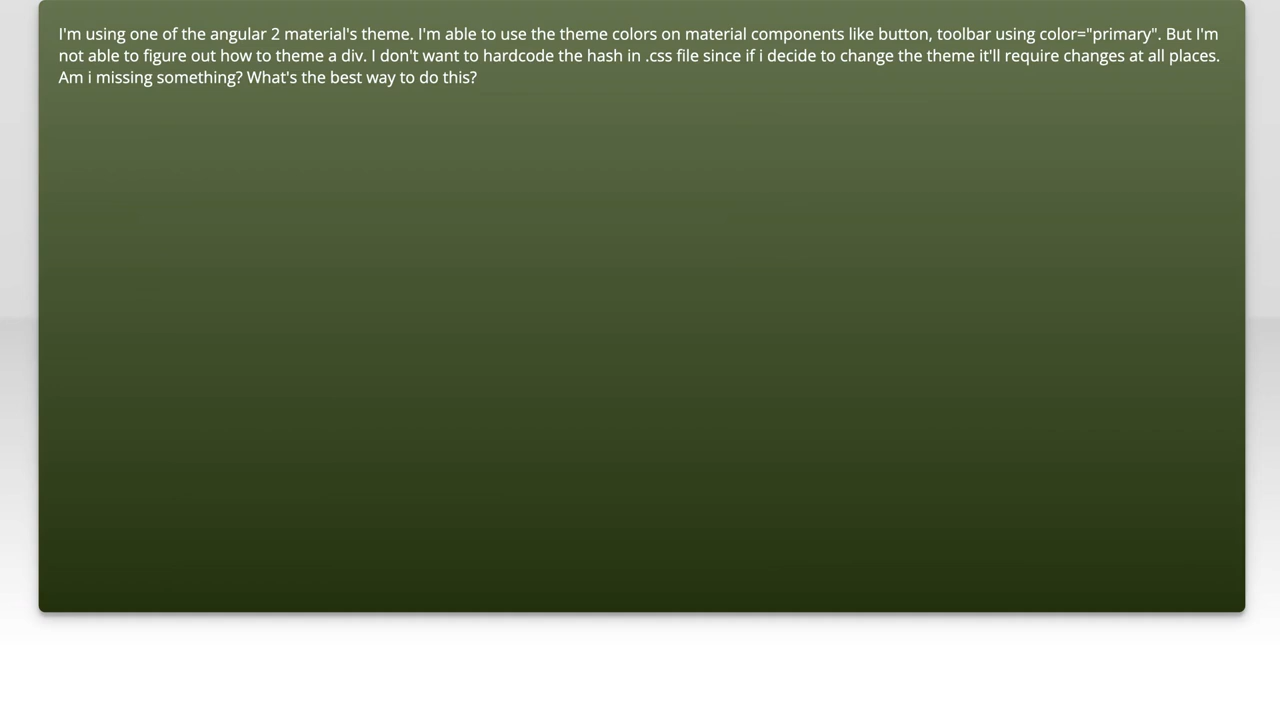 I'm using one of the angular 2 material's theme. I'm able to use the theme colors on material components like button, toolbar using color="primary". But I'm
not able to figure out how to theme a div. I don't want to hardcode the hash in .css file since if i decide to change the theme it'll require changes at all places.
Am i missing something? What's the best way to do this?